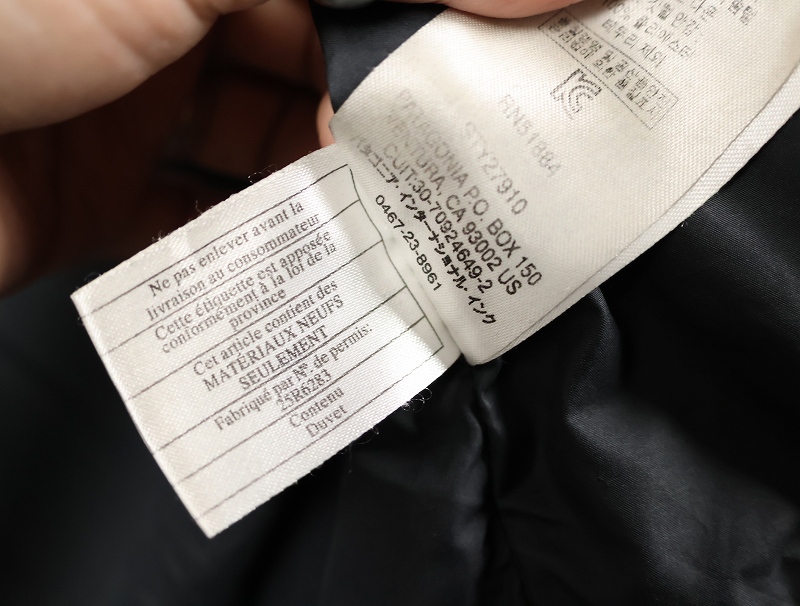 RN51884
STY27910
PATAGONIA P.O. BOX 150
VENTURA, CA 93002 US
CUIT:30-70924649-2
パタゴニア・インターナショナル・インク
0467-23-8961
Ne pas enlever avant la
livraison au consommateur
Cette étiquette est apposée
conformément à la loi de la
province
Cet article contient des
MATÉRIAUX NEUFS
SEULEMENT
Fabriqué par Nº de permis:
25R6283
Contenu
Duvet